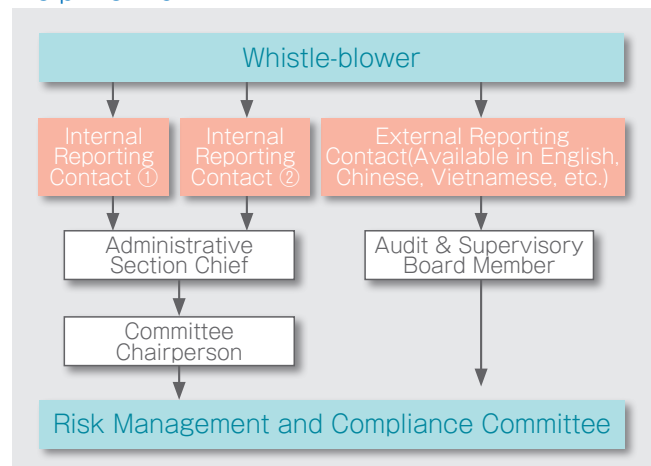 Whistle-blower
Internal
Reporting
Contact ①
Internal
Reporting
Contact ②
External Reporting
Contact(Available in English,
Chinese, Vietnamese, etc.)
Administrative
Section Chief
Audit & Supervisory
Board Member
Committee
Chairperson
Risk Management and Compliance Committee